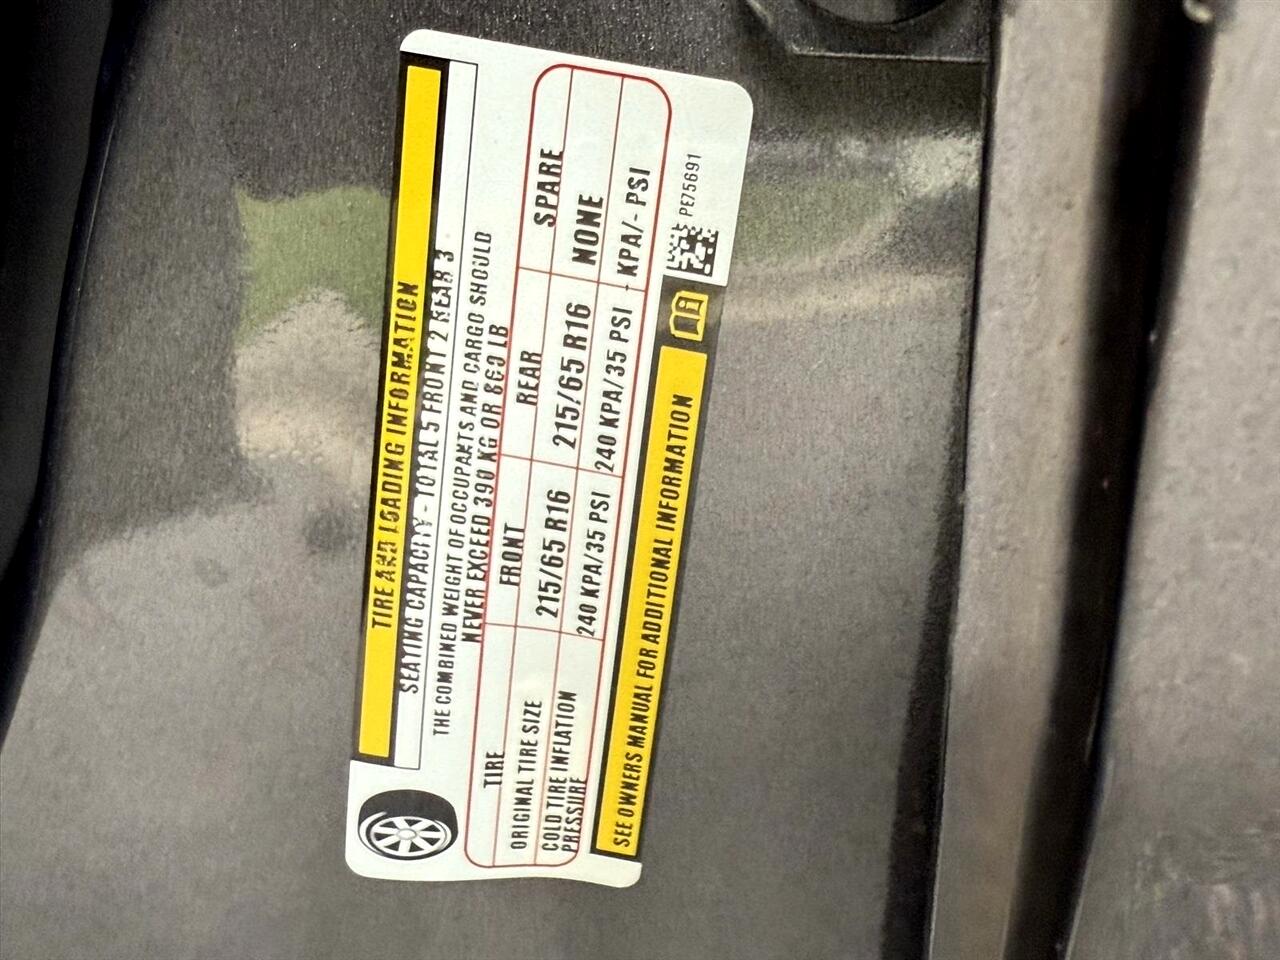 TIRE AND LOADING INFORMATION
SEATING CAPACITY - TOTAL 5 FRONT 2 REAR 3
THE COMBINED WEIGHT OF OCCUPANTS AND CARGO SHOULD
NEVER EXCEED 390 KG OR 860 LB
TIRE FRONT REAR SPARE
ORIGINAL TIRE SIZE 215/65 R16 215/65 R16 NONE
COLD TIRE INFLATION
PRESSURE 240 KPA/35 PSI 240 KPA/35 PSI - KPA/- PSI
SEE OWNERS MANUAL FOR ADDITIONAL INFORMATION
PE75691